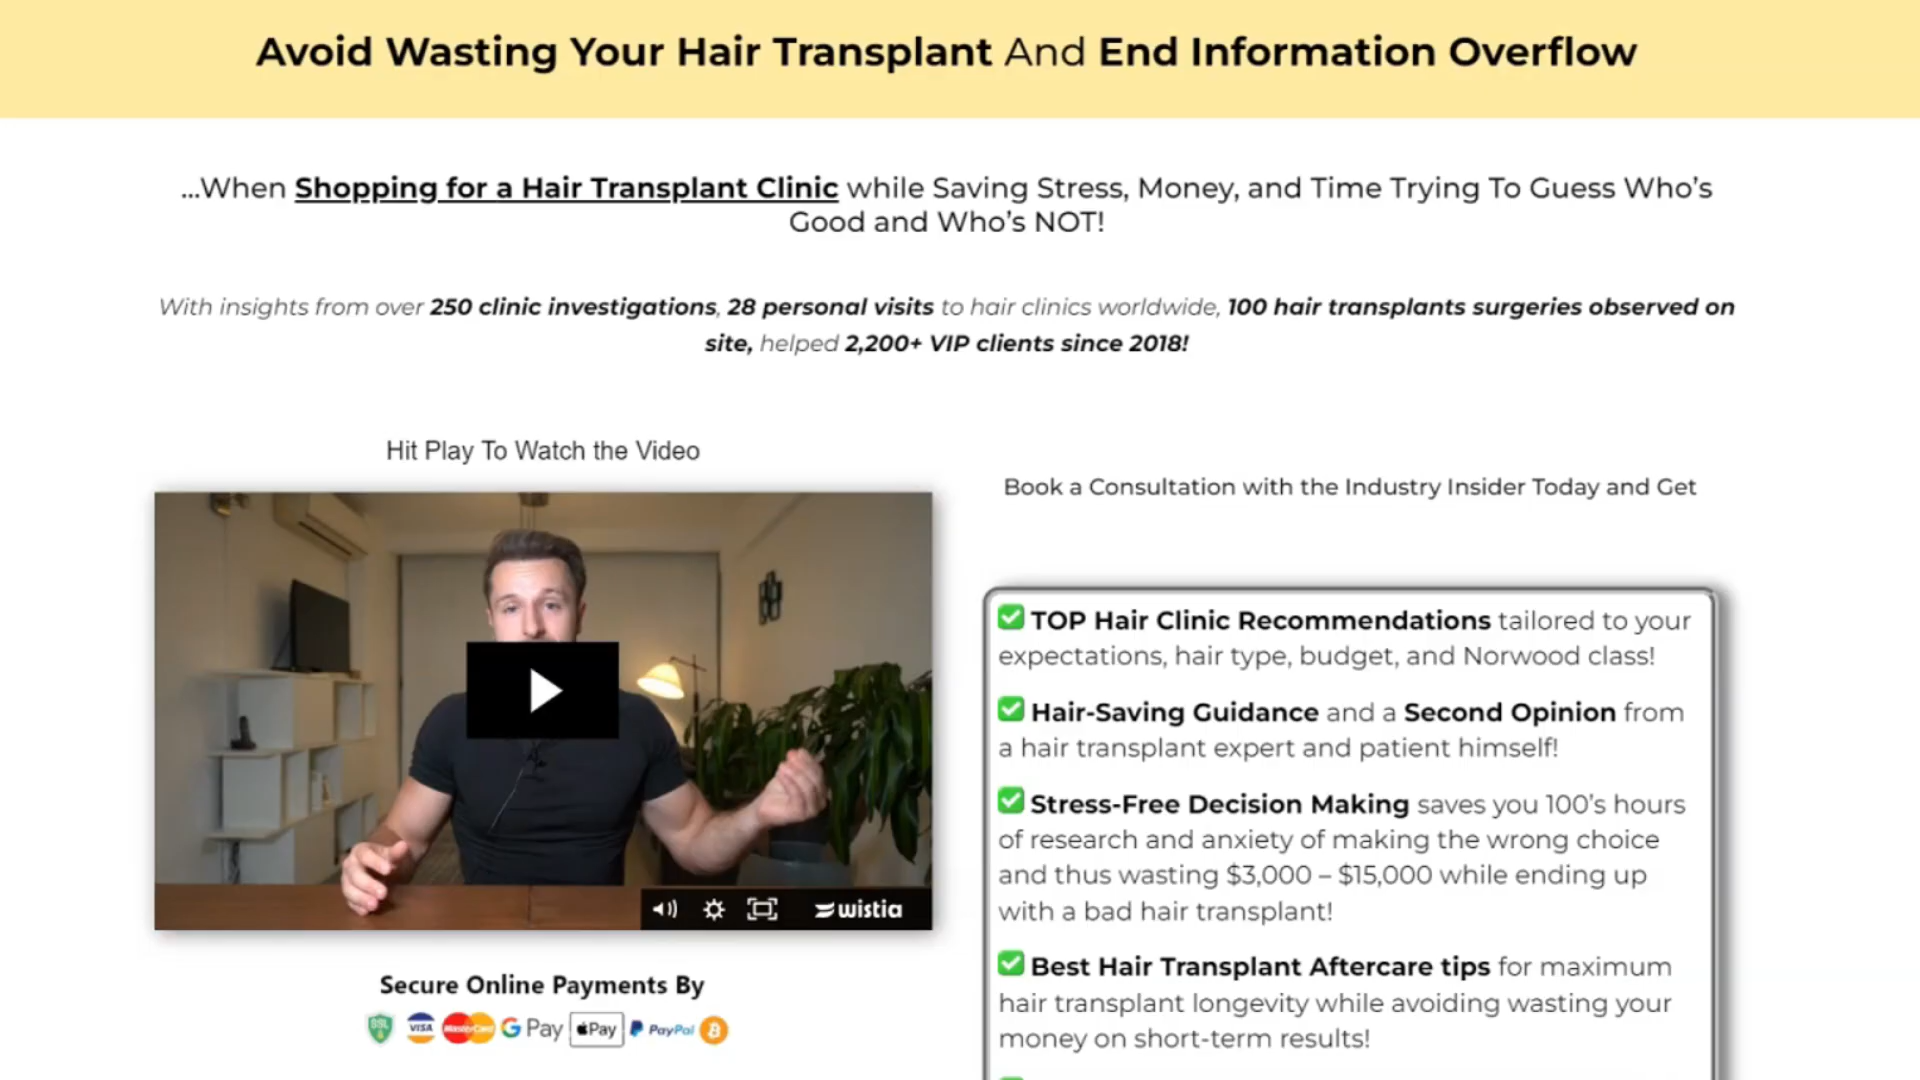 Avoid Wasting Your Hair Transplant And End Information Overflow
...When Shopping for a Hair Transplant Clinic while Saving Stress, Money, and Time Trying To Guess Who's
Good and Who's NOT!
With insights from over 250 clinic investigations, 28 personal visits to hair clinics worldwide, 100 hair transplants surgeries observed on
site, helped 2,200+ VIP clients since 2018!
Hit Play To Watch the Video
wistia
Secure Online Payments By
SSL VISA MasterCard G Pay Pay PayPal
Book a Consultation with the Industry Insider Today and Get
TOP Hair Clinic Recommendations tailored to your
expectations, hair type, budget, and Norwood class!
Hair-Saving Guidance and a Second Opinion from
a hair transplant expert and patient himself!
Stress-Free Decision Making saves you 100's hours
of research and anxiety of making the wrong choice
and thus wasting $3,000 – $15,000 while ending up
with a bad hair transplant!
Best Hair Transplant Aftercare tips for maximum
hair transplant longevity while avoiding wasting your
money on short-term results!